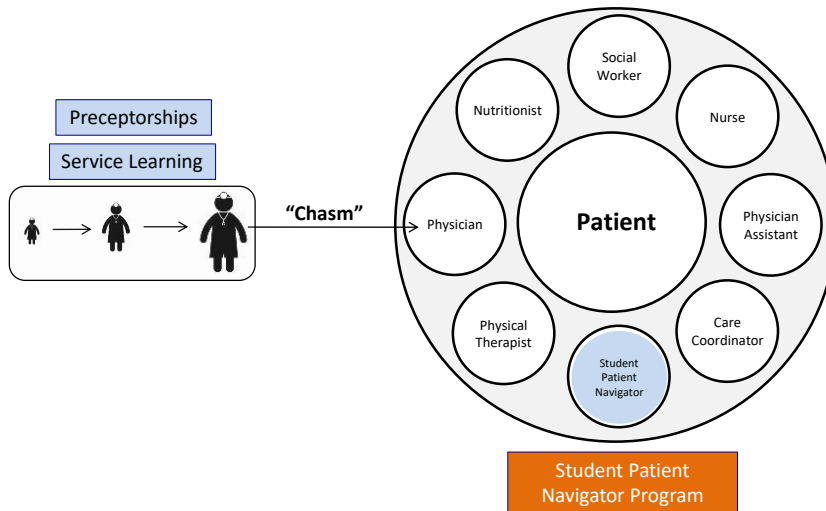 Preceptorships
Service Learning
“Chasm”
Social
Worker
Nutritionist
Nurse
Physician
Patient
Physician
Assistant
Physical
Therapist
Care
Coordinator
Student
Patient
Navigator
Student Patient
Navigator Program